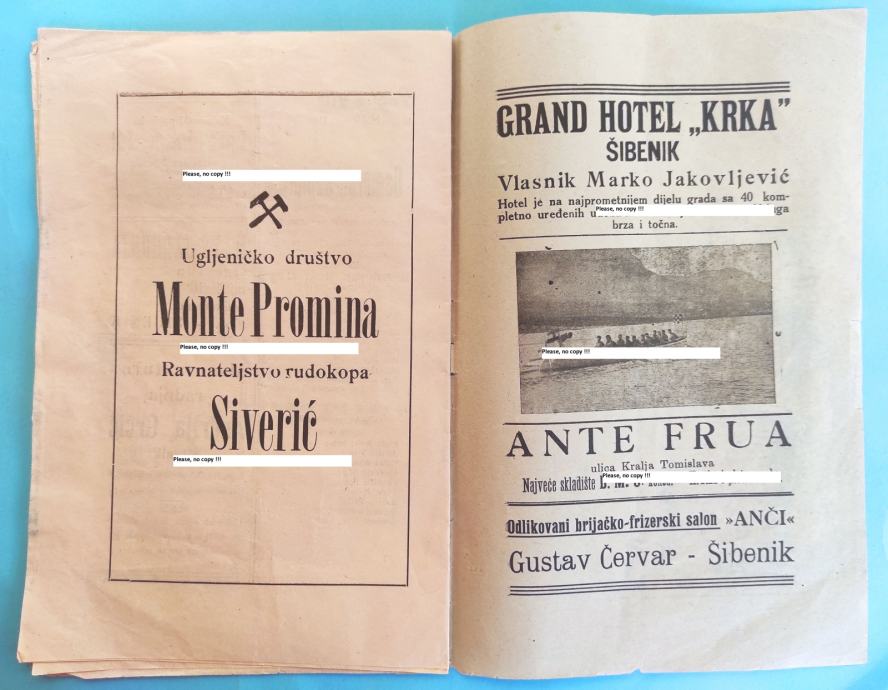 Please, no copy !!!
Ugljeničko društvo
Monte Promina
Please, no copy !!!
Ravnateljstvo rudokopa
Siverić
Please, no copy !!!
GRAND HOTEL „KRKA”
ŠIBENIK
Vlasnik Marko Jakovljević
Hotel je na najprometnijem dijelu grada sa 40 kom-
Please, no copy !!!
pletno uređenih
brza i točna.
Please, no copy !!!
ANTE FRUA
ulica Kralja Tomislava
Please, no copy !!!
Najveće skladište
Odlikovani brijačko-frizerski salon »ANČI«
Gustav Červar - Šibenik